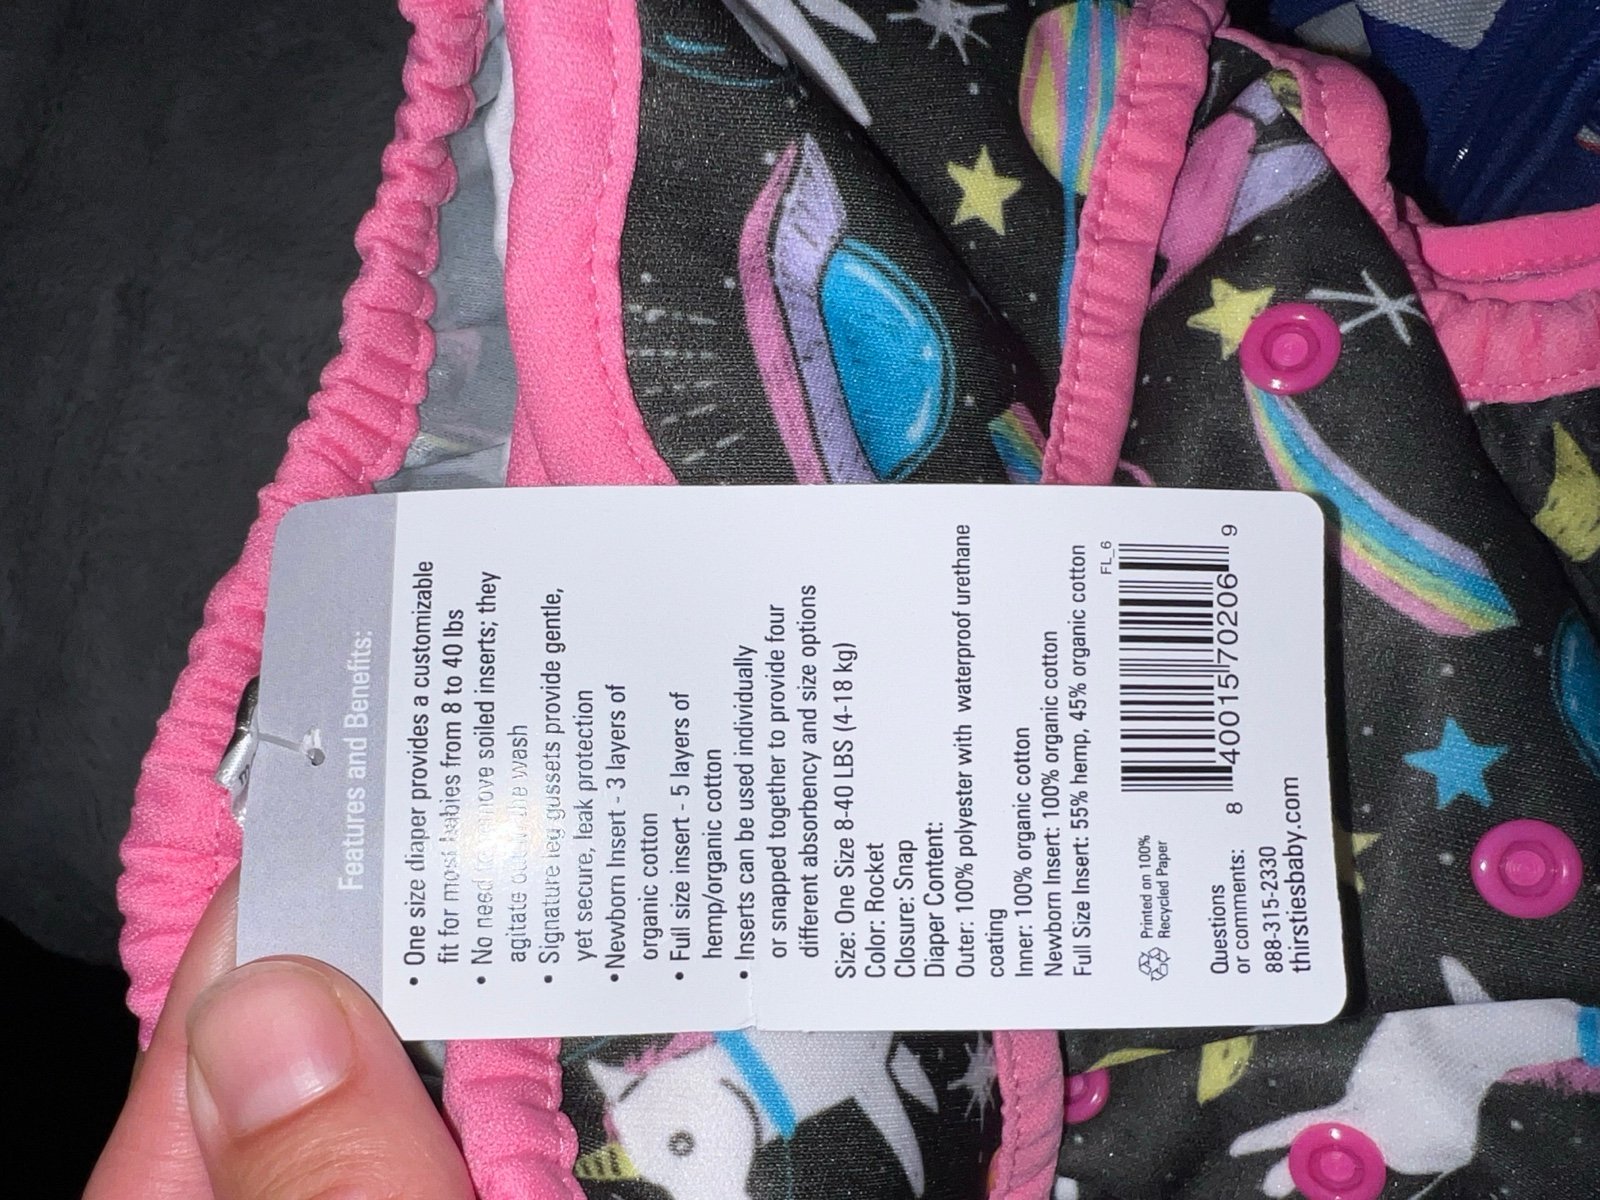 Features and Benefits:
• One size diaper provides a customizable
fit for most babies from 8 to 40 lbs
• No need to remove soiled inserts; they
agitate out in the wash
• Signature leg gussets provide gentle,
yet secure, leak protection
• Newborn Insert - 3 layers of
organic cotton
• Full size insert - 5 layers of
hemp/organic cotton
• Inserts can be used individually
or snapped together to provide four
different absorbency and size options
Size: One Size 8-40 LBS (4-18 kg)
Color: Rocket
Closure: Snap
Diaper Content:
Outer: 100% polyester with waterproof urethane
coating
Inner: 100% organic cotton
Newborn Insert: 100% organic cotton
Full Size Insert: 55% hemp, 45% organic cotton
FL_6
Printed on 100%
Recycled Paper
8 40015 70206 9
Questions
or comments:
888-315-2330
thirstiesbaby.com